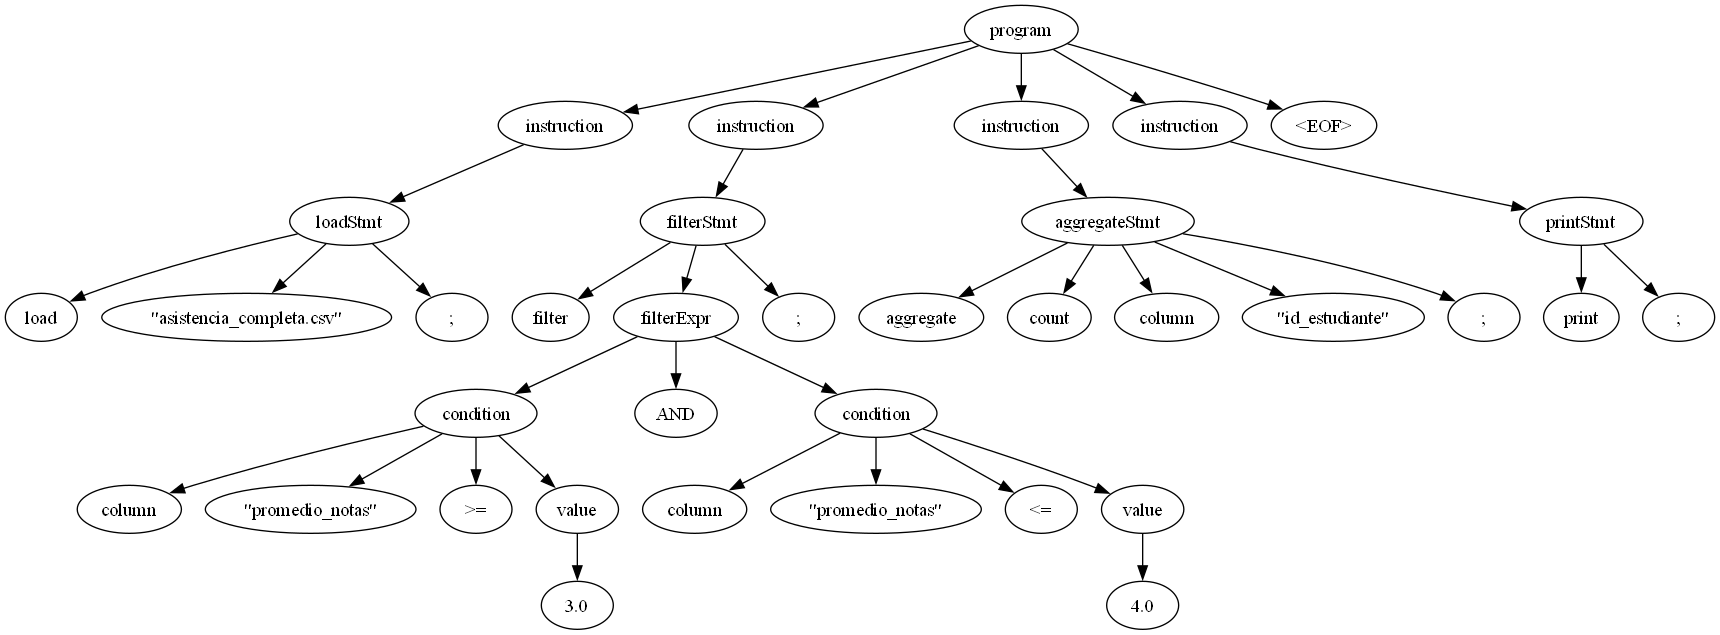 program
instruction instruction instruction instruction <EOF>
loadStmt filterStmt aggregateStmt printStmt
load "asistencia_completa.csv" ; filter filterExpr ; aggregate count column "id_estudiante" ; print ;
condition AND condition
column "promedio_notas" >= value column "promedio_notas" <= value
3.0 4.0